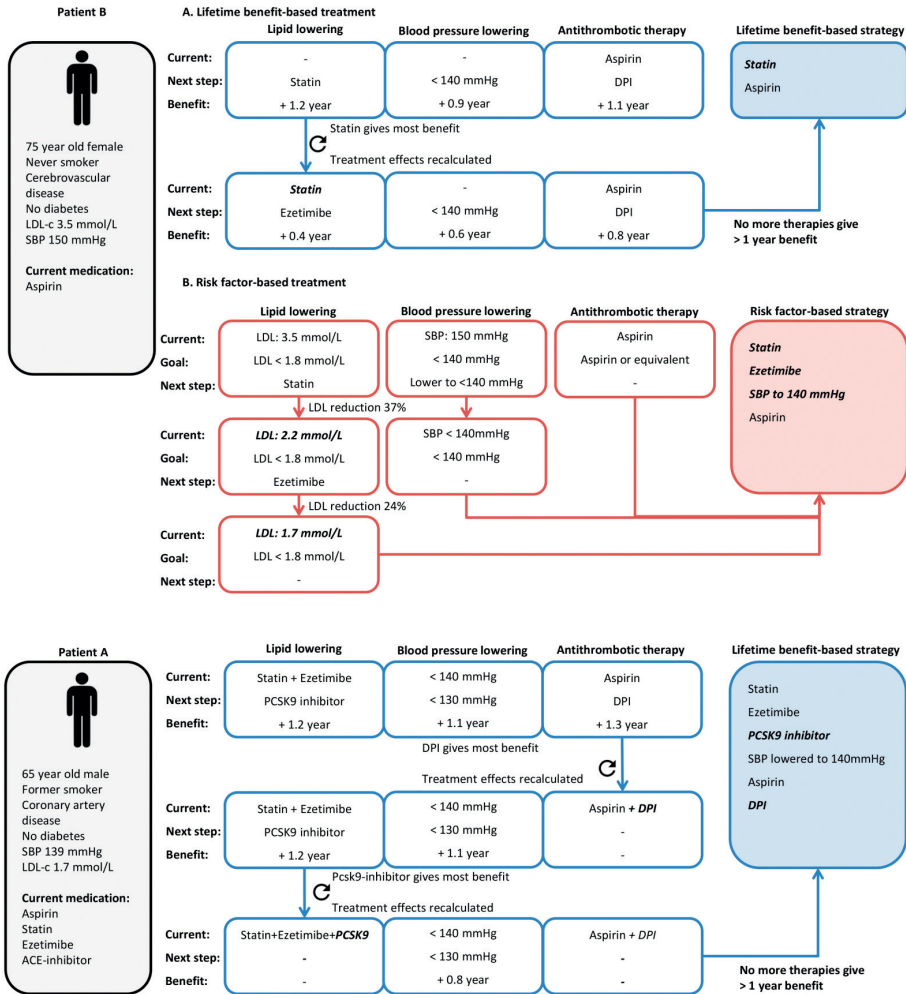 Patient B
A. Lifetime benefit-based treatment
Lipid lowering
Blood pressure lowering
Antithrombotic therapy
Lifetime benefit-based strategy
75 year old female
Never smoker
Cerebrovascular
disease
No diabetes
LDL-c 3.5 mmol/L
SBP 150 mmHg
Current medication:
Aspirin
Current: - - Aspirin
Next step: Statin < 140 mmHg DPI
Benefit: + 1.2 year + 0.9 year + 1.1 year
Statin
Aspirin
Statin gives most benefit
Treatment effects recalculated
Current: Statin - Aspirin
Next step: Ezetimibe < 140 mmHg DPI
Benefit: + 0.4 year + 0.6 year + 0.8 year
No more therapies give
> 1 year benefit
B. Risk factor-based treatment
Lipid lowering
Blood pressure lowering
Antithrombotic therapy
Risk factor-based strategy
Current: LDL: 3.5 mmol/L SBP: 150 mmHg Aspirin
Goal: LDL < 1.8 mmol/L < 140 mmHg Aspirin or equivalent
Next step: Statin Lower to <140 mmHg -
Statin
Ezetimibe
SBP to 140 mmHg
Aspirin
LDL reduction 37%
Current: LDL: 2.2 mmol/L SBP < 140mmHg
Goal: LDL < 1.8 mmol/L < 140 mmHg
Next step: Ezetimibe -
LDL reduction 24%
Current: LDL: 1.7 mmol/L
Goal: LDL < 1.8 mmol/L
Next step: -
Patient A
Lipid lowering
Blood pressure lowering
Antithrombotic therapy
Lifetime benefit-based strategy
65 year old male
Former smoker
Coronary artery
disease
No diabetes
SBP 139 mmHg
LDL-c 1.7 mmol/L
Current medication:
Aspirin
Statin
Ezetimibe
ACE-inhibitor
Current: Statin + Ezetimibe < 140 mmHg Aspirin
Next step: PCSK9 inhibitor < 130 mmHg DPI
Benefit: + 1.2 year + 1.1 year + 1.3 year
Statin
Ezetimibe
PCSK9 inhibitor
SBP lowered to 140mmHg
Aspirin
DPI
DPI gives most benefit
Treatment effects recalculated
Current: Statin + Ezetimibe < 140 mmHg Aspirin + DPI
Next step: PCSK9 inhibitor < 130 mmHg -
Benefit: + 1.2 year + 1.1 year -
Pcsk9-inhibitor gives most benefit
Treatment effects recalculated
Current: Statin+Ezetimibe+PCSK9 < 140 mmHg Aspirin + DPI
Next step: - < 130 mmHg -
Benefit: - + 0.8 year -
No more therapies give
> 1 year benefit